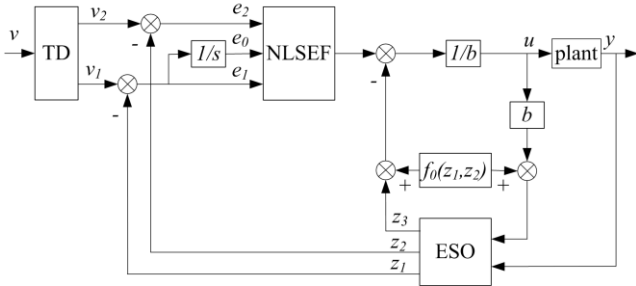 v
TD
v₂
v₁
-
-
e₂
1/s
e₀
e₁
NLSEF
-
1/b
u
plant
y
b
+
f₀(z₁,z₂)
+
z₃
z₂
z₁
ESO